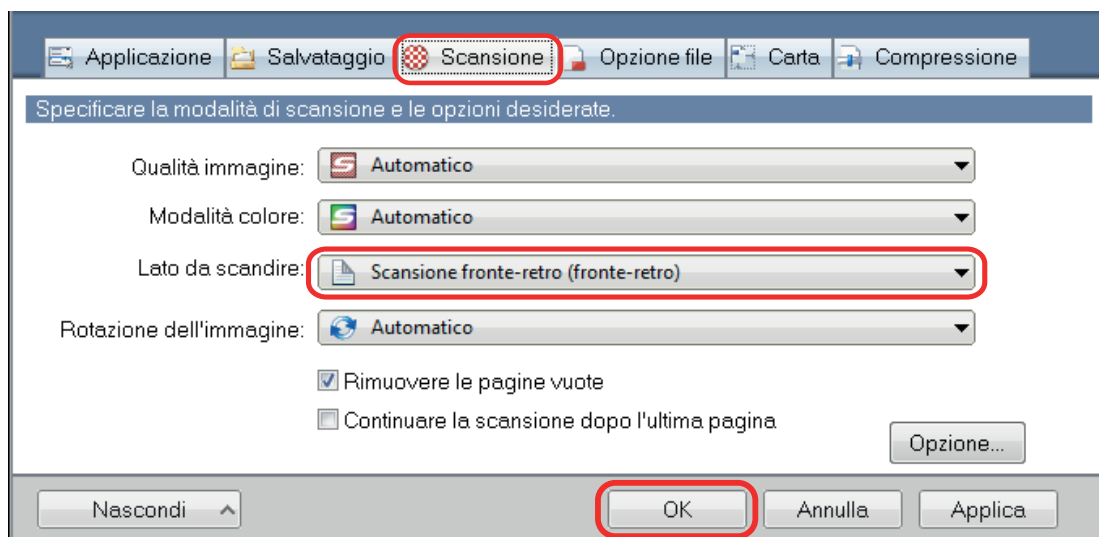 Applicazione Salvataggio Scansione Opzione file Carta Compressione
Specificare la modalità di scansione e le opzioni desiderate.
Qualità immagine: Automatico
Modalità colore: Automatico
Lato da scandire: Scansione fronte-retro (fronte-retro)
Rotazione dell'immagine: Automatico
Rimuovere le pagine vuote
Continuare la scansione dopo l'ultima pagina
Opzione...
Nascondi OK Annulla Applica